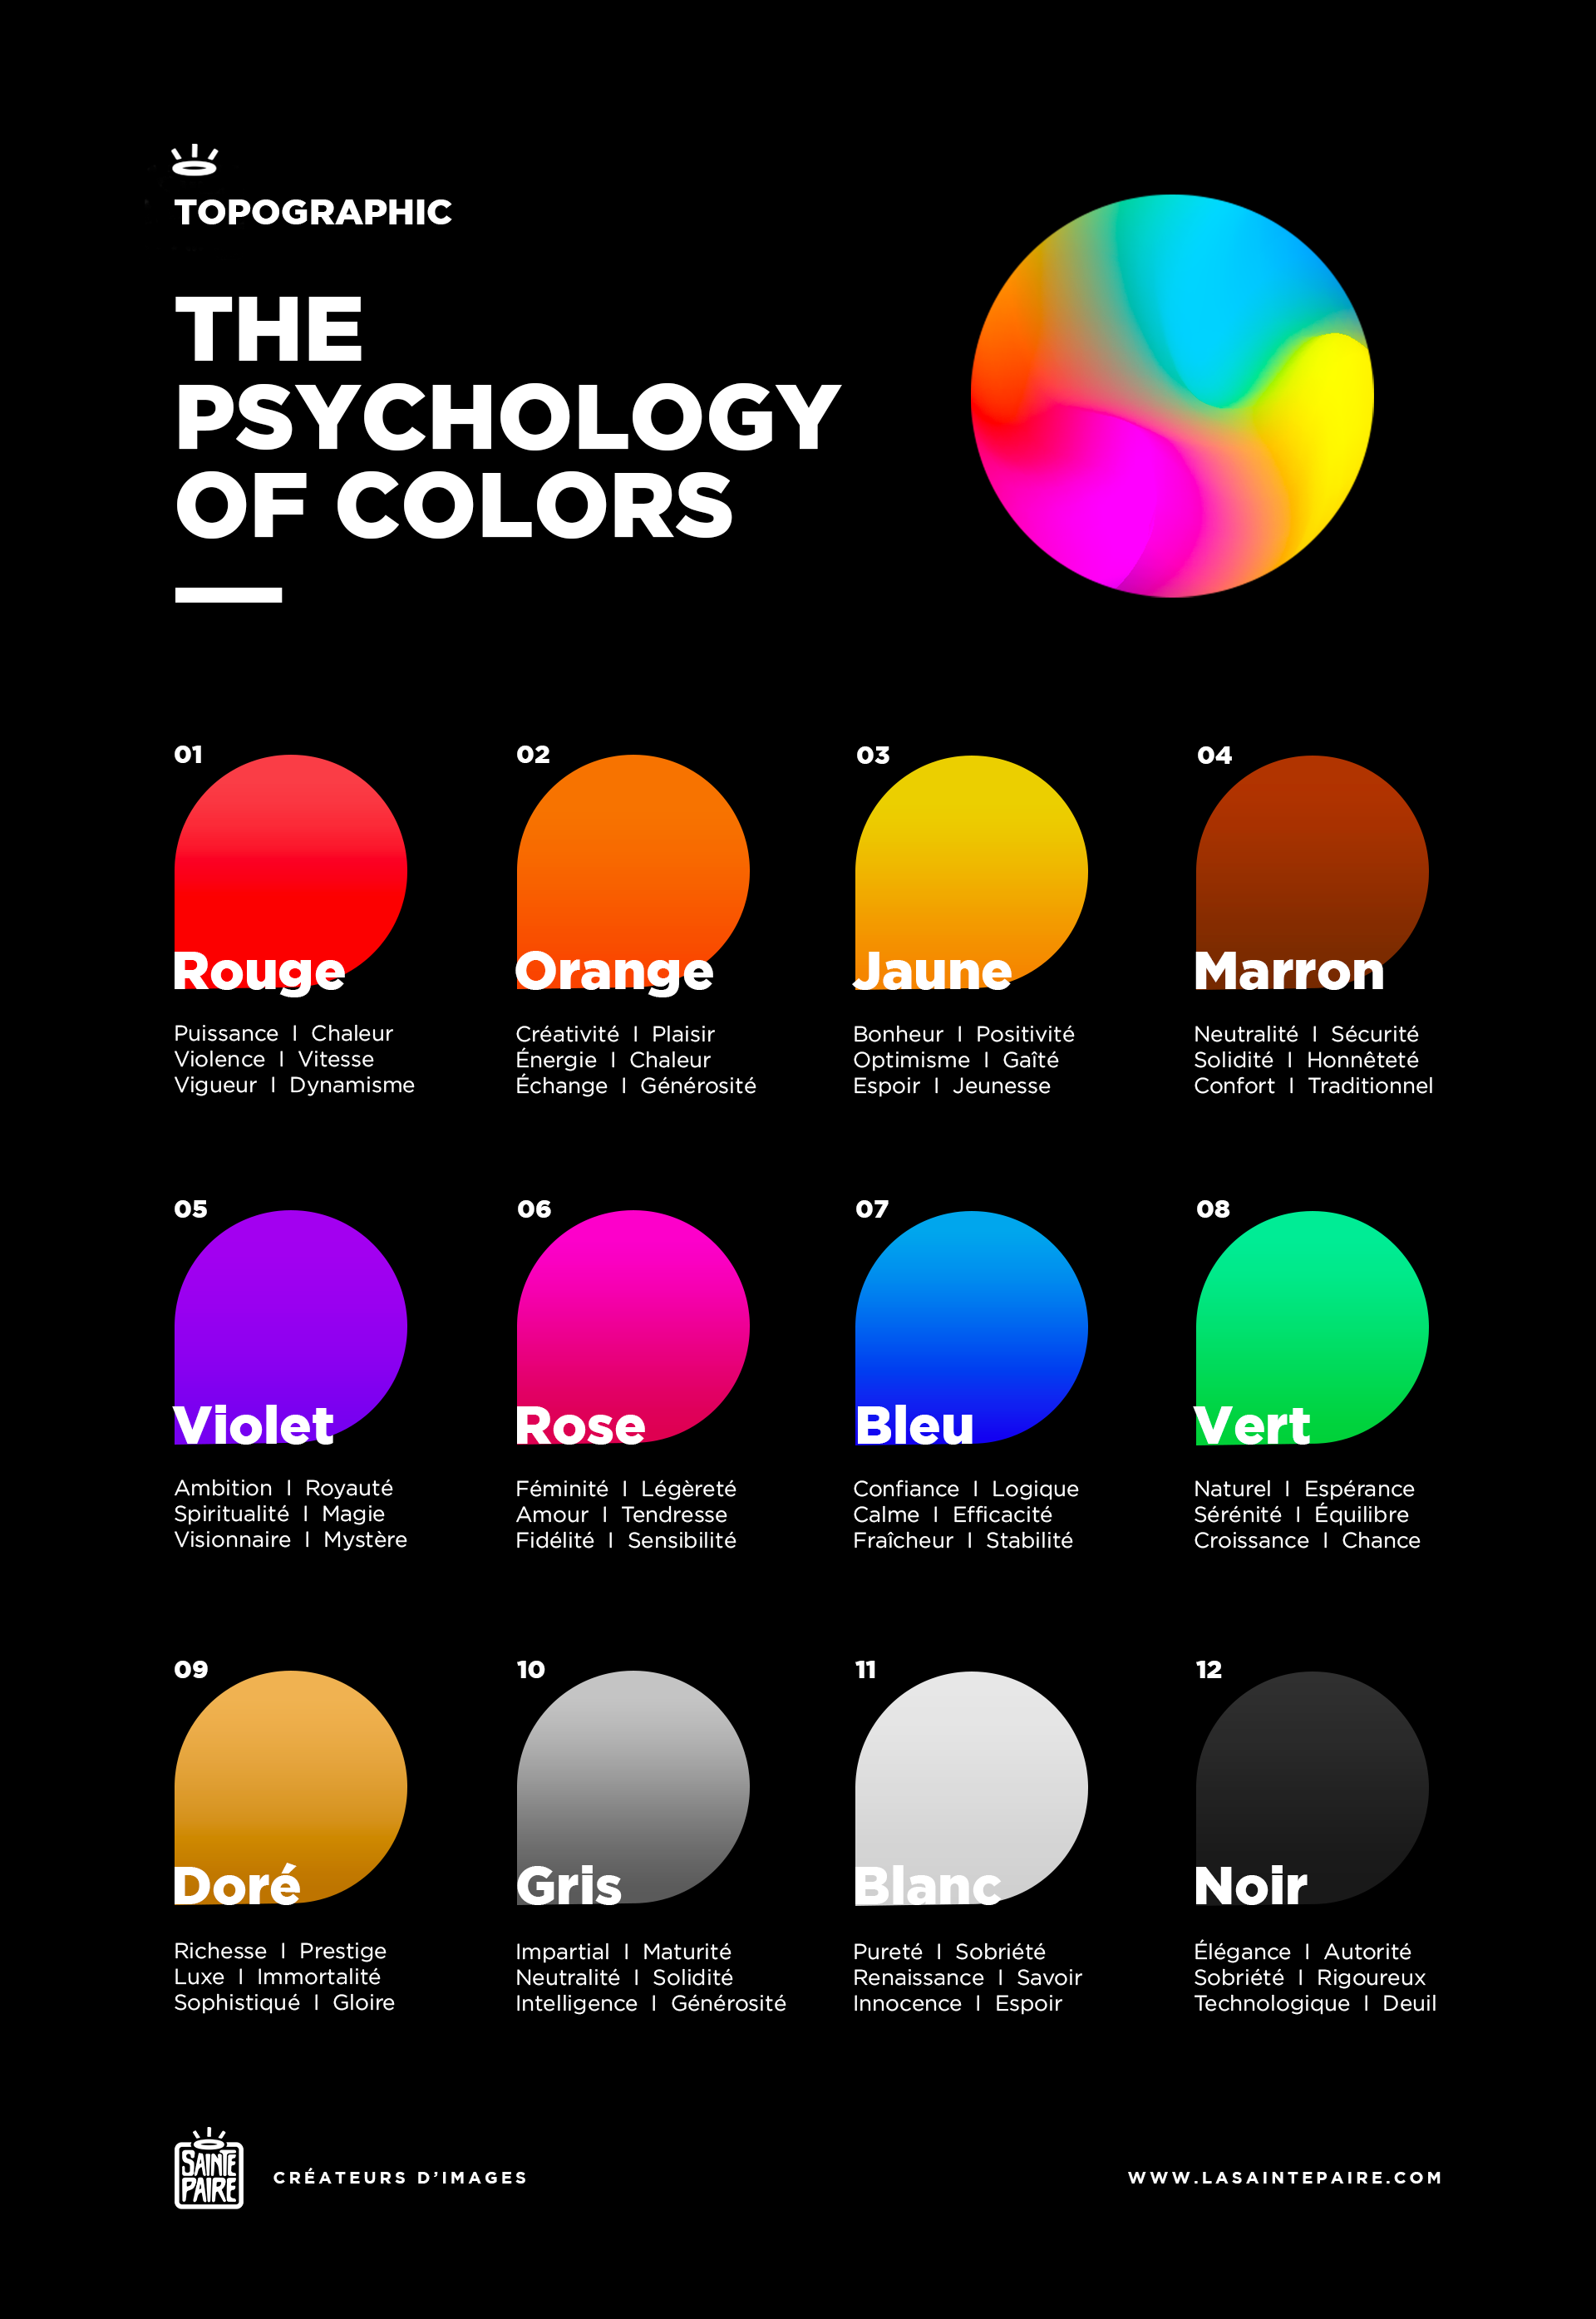 TOPOGRAPHIC
THE
PSYCHOLOGY
OF COLORS
01
Rouge
Puissance I Chaleur
Violence I Vitesse
Vigueur I Dynamisme
02
Orange
Créativité I Plaisir
Énergie I Chaleur
Échange I Générosité
03
Jaune
Bonheur I Positivité
Optimisme I Gaîté
Espoir I Jeunesse
04
Marron
Neutralité I Sécurité
Solidité I Honnêteté
Confort I Traditionnel
05
Violet
Ambition I Royauté
Spiritualité I Magie
Visionnaire I Mystère
06
Rose
Féminité I Légèreté
Amour I Tendresse
Fidélité I Sensibilité
07
Bleu
Confiance I Logique
Calme I Efficacité
Fraîcheur I Stabilité
08
Vert
Naturel I Espérance
Sérénité I Équilibre
Croissance I Chance
09
Doré
Richesse I Prestige
Luxe I Immortalité
Sophistiqué I Gloire
10
Gris
Impartial I Maturité
Neutralité I Solidité
Intelligence I Générosité
11
Blanc
Pureté I Sobriété
Renaissance I Savoir
Innocence I Espoir
12
Noir
Élégance I Autorité
Sobriété I Rigoureux
Technologique I Deuil
SAINTE
PAIRE
CRÉATEURS D'IMAGES
WWW.LASAINTEPAIRE.COM